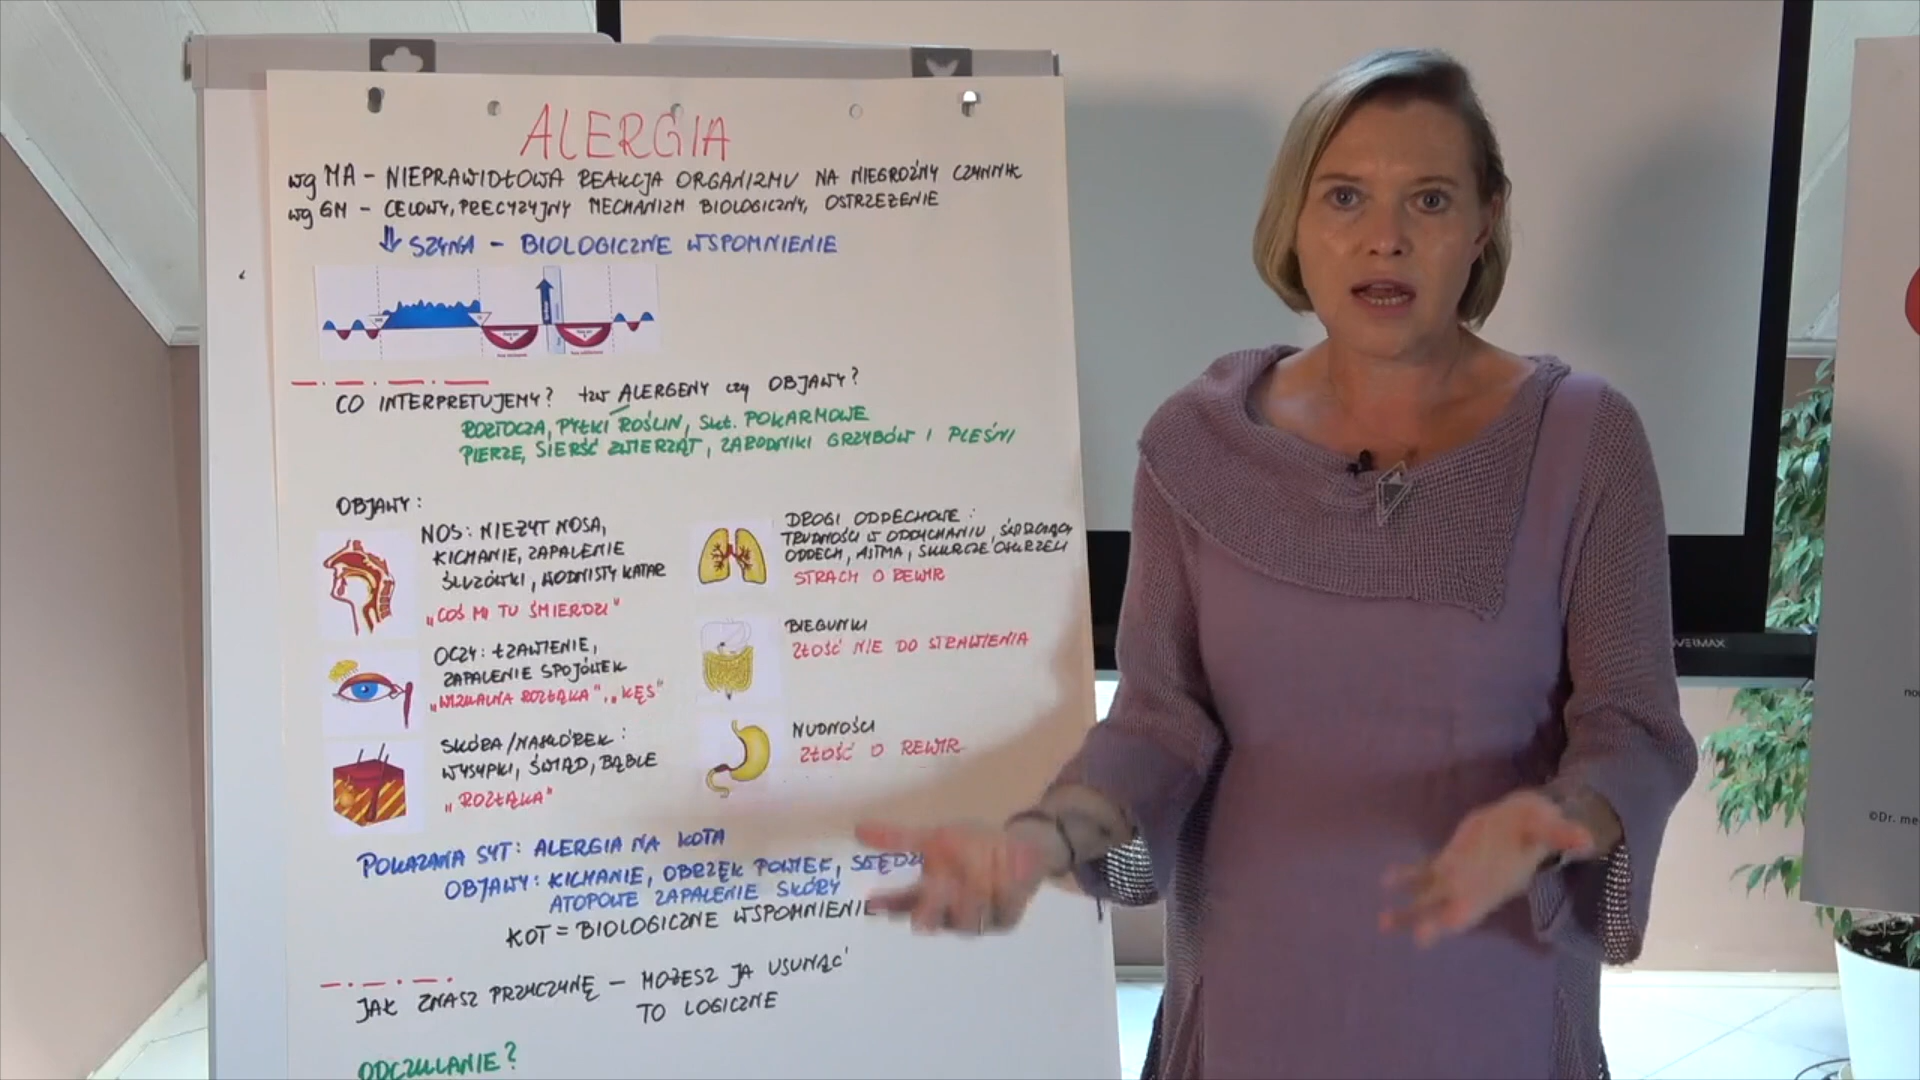 ALERGIA
wg MA - NIEPRAWIDŁOWA REAKCJA ORGANIZMU NA NIEGROŹNY CZYNNIK
wg GM - CELOWY, PRECYZYJNY MECHANIZM BIOLOGICZNY, OSTRZEŻENIE
SZYNA - BIOLOGICZNE WSPOMNIENIE
CO INTERPRETUJEMY? tzw ALERGENY czy OBJAWY?
ROZTOCZA, PYŁKI ROŚLIN, SKŁ. POKARMOWE
PIERZE, SIERŚĆ ZWIERZĄT, ZARODNIKI GRZYBÓW I PLEŚNI
OBJAWY:
NOS: NIEŻYT NOSA,
KICHANIE, ZAPALENIE
ŚLUZÓWKI, WODNISTY KATAR
"COŚ MI TU ŚMIERDZI"
OCZY: ŁZAWIENIE,
ZAPALENIE SPOJÓWEK
"WIZUALNA ROZŁĄKA", "KĘS"
SKÓRA/NASKÓREK:
WYSYPKI, ŚWIĄD, BĄBLE
"ROZŁĄKA"
DROGI ODDECHOWE:
TRUDNOŚCI W ODDYCHANIU, ŚWISZCZĄCY
ODDECH, ASTMA, SKURCZE OSKRZELI
STRACH O REWIR
BIEGUNKI
ZŁOŚĆ NIE DO STRAWIENIA
NUDNOŚCI
ZŁOŚĆ O REWIR
POKAZANA SYT: ALERGIA NA KOTA
OBJAWY: KICHANIE, OBRZĘK POWIEK,
ATOPOWE ZAPALENIE SKÓRY
KOT = BIOLOGICZNE WSPOMNIENIE
JAK ZNASZ PRZYCZYNĘ - MOŻESZ JĄ USUNĄĆ
TO LOGICZNE
ODCZULANIE?
©Dr. me